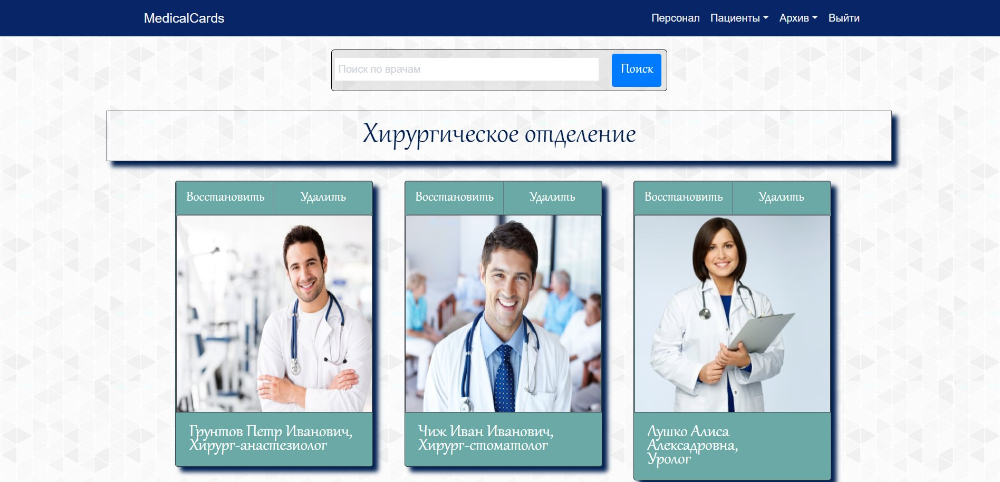 MedicalCards
Персонал Пациенты Архив Выйти
Поиск по врачам
Поиск
Хирургическое отделение
Восстановить Удалить
Восстановить Удалить
Восстановить Удалить
Грунтов Петр Иванович,
Хирург-анастезиолог
Чиж Иван Иванович,
Хирург-стоматолог
Лушко Алиса
Алексадровна,
Уролог